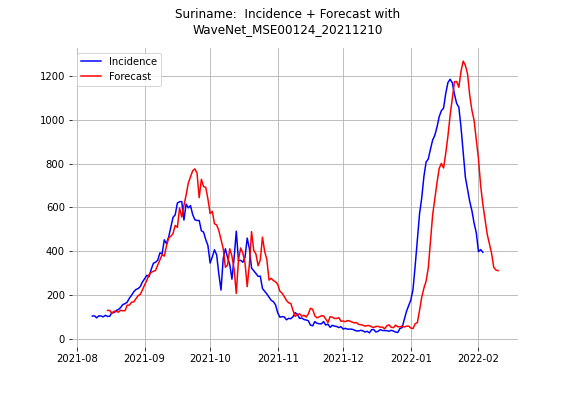 Suriname:  Incidence + Forecast with
WaveNet_MSE00124_20211210
Incidence
Forecast
1200
1000
800
600
400
200
0
2021-08 2021-09 2021-10 2021-11 2021-12 2022-01 2022-02